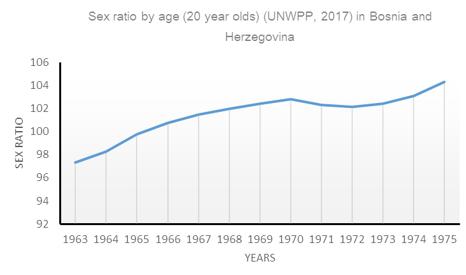 Sex ratio by age (20 year olds) (UNWPP, 2017) in Bosnia and
Herzegovina
106
104
102
100
98
96
94
92
SEX RATIO
1963 1964 1965 1966 1967 1968 1969 1970 1971 1972 1973 1974 1975
YEARS